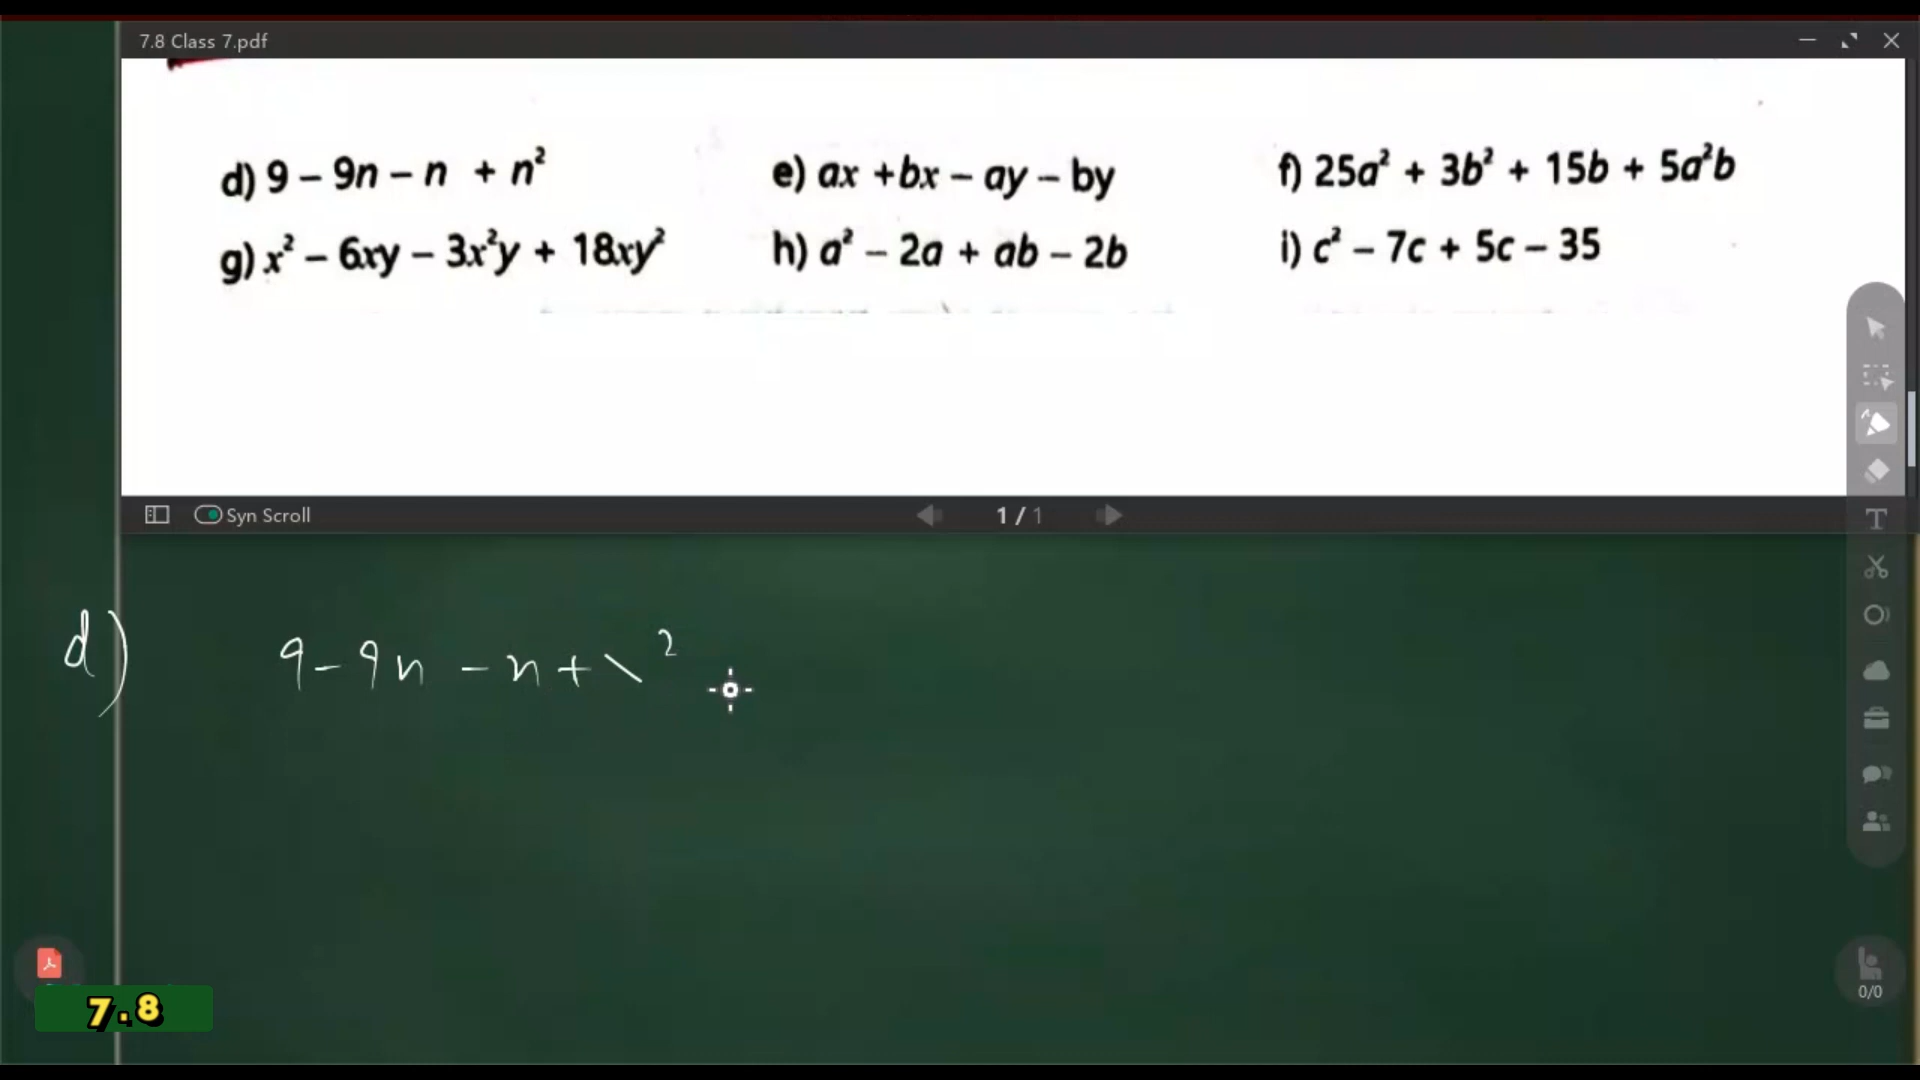 7.8 Class 7.pdf
d) 9 – 9n – n + n² e) ax +bx – ay – by f) 25a² + 3b² + 15b + 5a²b
g) x² – 6xy – 3x²y + 18xy² h) a² – 2a + ab – 2b i) c² – 7c + 5c – 35
Syn Scroll 1 / 1
d) 9 - 9n - n + \ ²
0/0
7.8